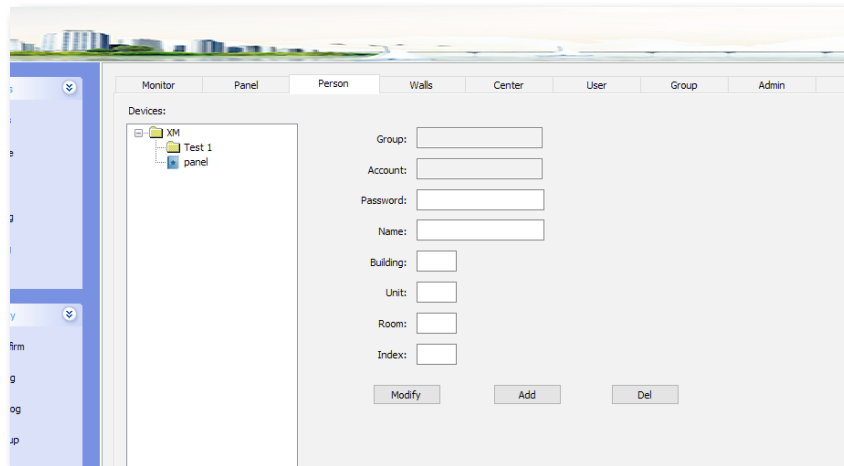 Monitor Panel Person Walls Center User Group Admin
Devices:
XM
Test 1
panel
Group:
Account:
Password:
Name:
Building:
Unit:
Room:
Index:
Modify Add Del